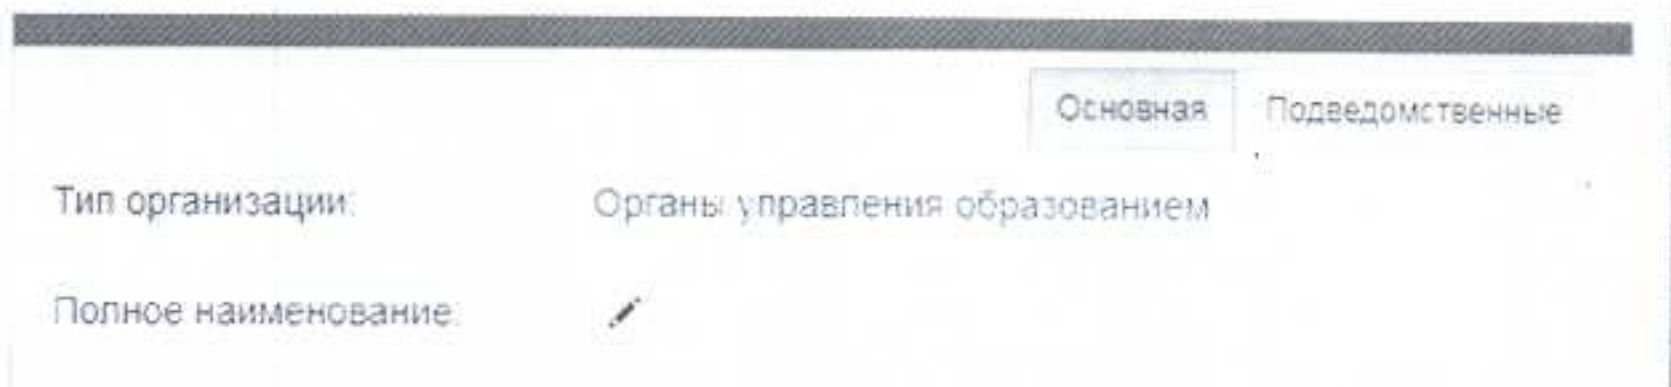 Основная Подведомственные
Тип организации: Органы управления образованием
Полное наименование: